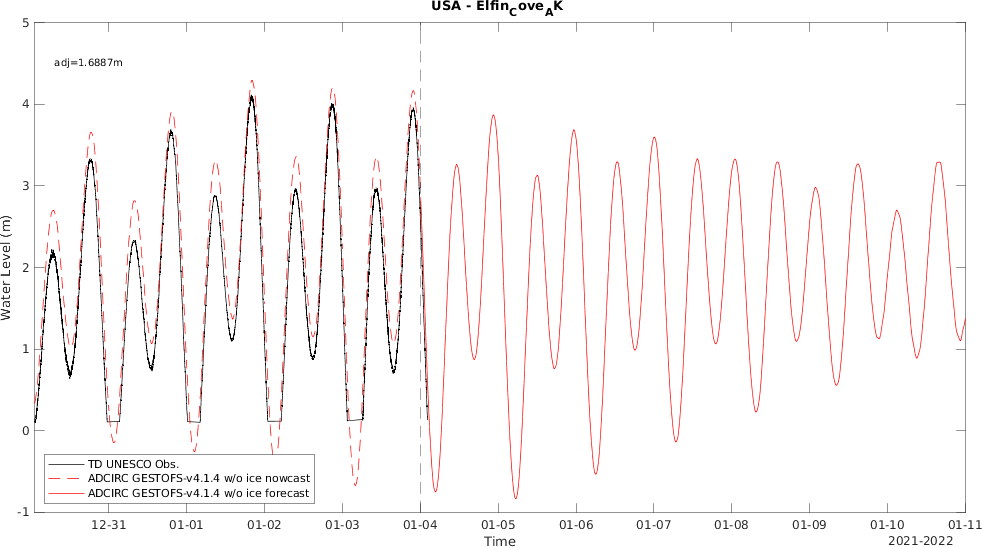 USA - Elfin_Cove_AK
5
adj=1.6887m
4
3
2
1
0
-1
Water Level (m)
TD UNESCO Obs.
ADCIRC GESTOFS-v4.1.4 w/o ice nowcast
ADCIRC GESTOFS-v4.1.4 w/o ice forecast
12-31 01-01 01-02 01-03 01-04 01-05 01-06 01-07 01-08 01-09 01-10 01-11
Time
2021-2022